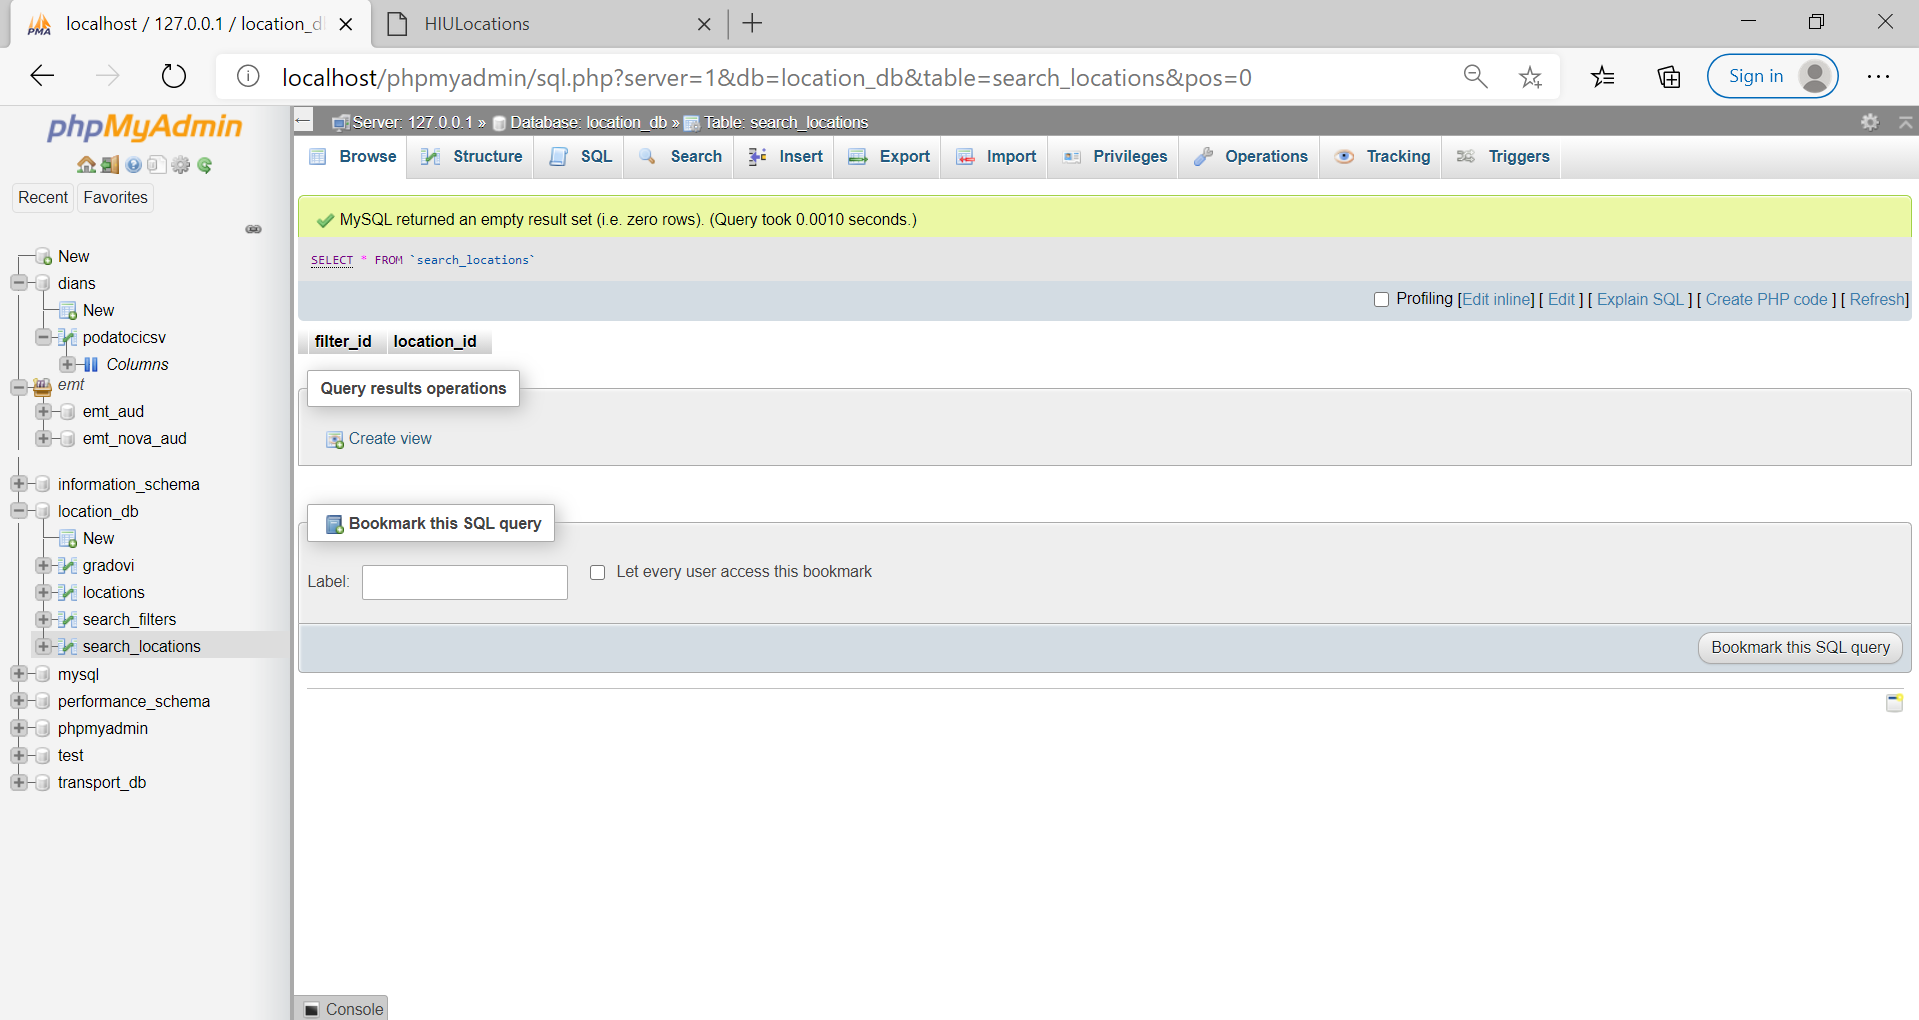 localhost / 127.0.0.1 / location_d
HIULocations
localhost/phpmyadmin/sql.php?server=1&db=location_db&table=search_locations&pos=0
Sign in
phpMyAdmin
Recent
Favorites
New
dians
New
podatocicsv
Columns
emt
emt_aud
emt_nova_aud
information_schema
location_db
New
gradovi
locations
search_filters
search_locations
mysql
performance_schema
phpmyadmin
test
transport_db
Server: 127.0.0.1 » Database: location_db » Table: search_locations
Browse Structure SQL Search Insert Export Import Privileges Operations Tracking Triggers
MySQL returned an empty result set (i.e. zero rows). (Query took 0.0010 seconds.)
SELECT * FROM `search_locations`
Profiling [Edit inline] [ Edit ] [ Explain SQL ] [ Create PHP code ] [ Refresh]
filter_id location_id
Query results operations
Create view
Bookmark this SQL query
Label:
Let every user access this bookmark
Bookmark this SQL query
Console